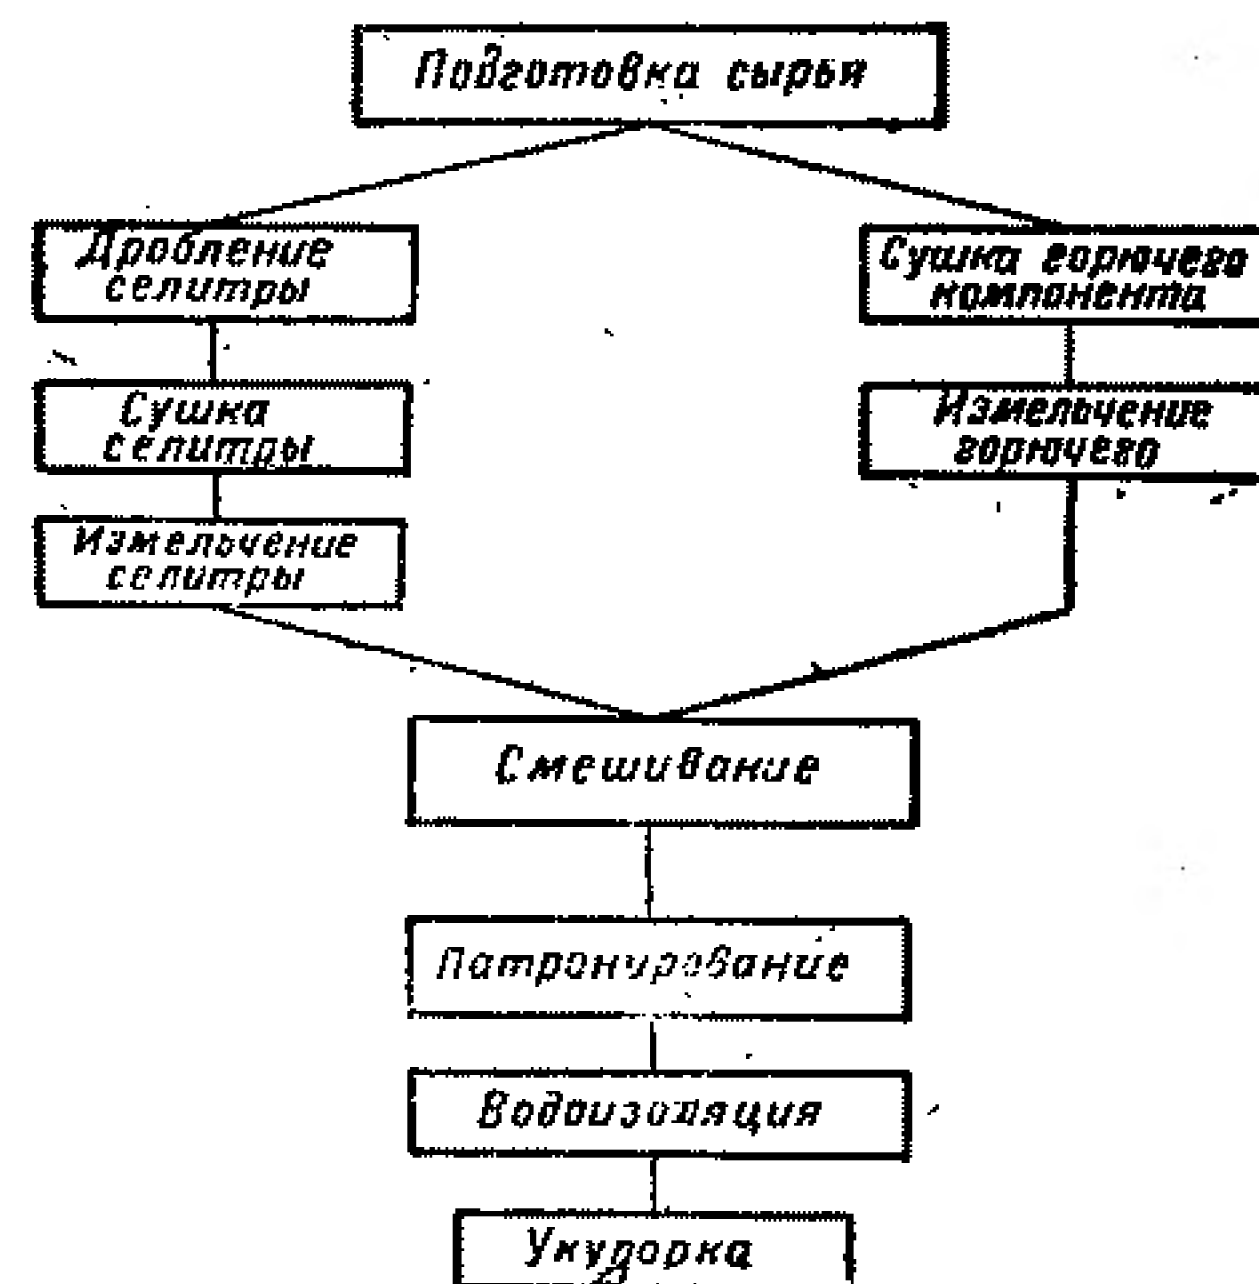 Подготовка сырья
Дробление
селитры
Сушка горючего
компонента
Сушка
селитры
Измельчение
горючего
Измельчение
селитры
Смешивание
Патронирование
Водоизоляция
Укупорка